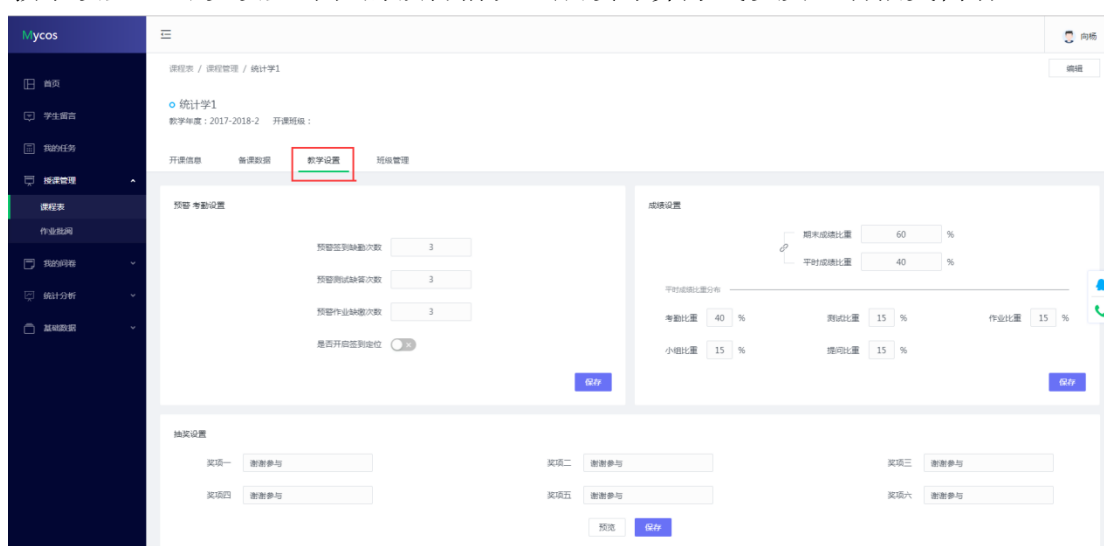 Mycos
向杨
课程表 / 课程管理 / 统计学1
编辑
首页
学生留言
我的任务
授课管理
课程表
作业批阅
我的问卷
统计分析
基础数据
统计学1
教学年度：2017-2018-2 开课班级：
开课信息 备课数据 教学设置 班级管理
预警 考勤设置
预警签到缺勤次数 3
预警测试缺答次数 3
预警作业缺缴次数 3
是否开启签到定位
保存
成绩设置
期末成绩比重 60 %
平时成绩比重 40 %
平时成绩比重分布
考勤比重 40 % 测试比重 15 % 作业比重 15 %
小组比重 15 % 提问比重 15 %
保存
抽奖设置
奖项一 谢谢参与 奖项二 谢谢参与 奖项三 谢谢参与
奖项四 谢谢参与 奖项五 谢谢参与 奖项六 谢谢参与
预览 保存